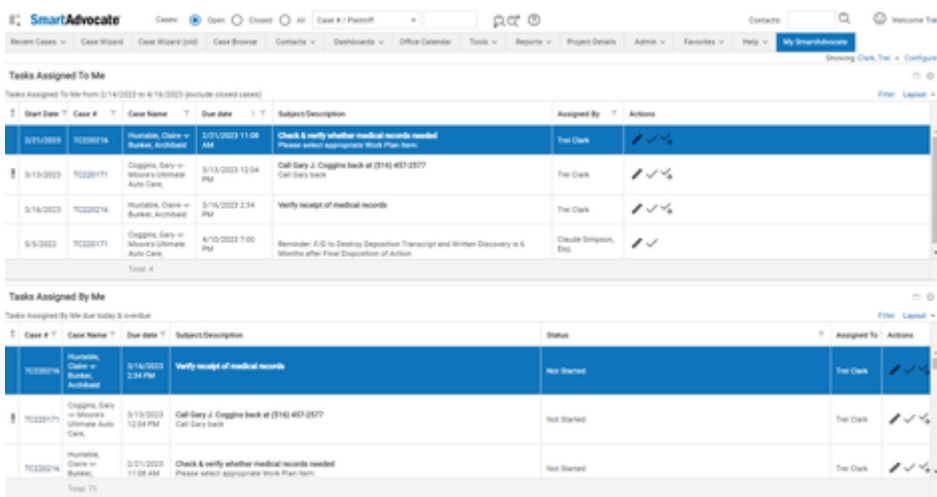 SmartAdvocate Cases: Open Closed All Case # / Plaintiff Contacts: Welcome Trei
Recent Cases Case Wizard Case Wizard (old) Case Browse Contacts Dashboards Office Calendar Tools Reports Project Details Admin Favorites Help My SmartAdvocate
Showing Clark, Trei Configure
Tasks Assigned To Me
Tasks Assigned To Me from 2/14/2023 to 4/16/2023 (exclude closed cases) Filter Layout
Start Date Case # Case Name Due date Subject/Description Assigned By Actions
2/21/2023 TC220216 Huxtable, Claire -v- Bunker, Archibald 2/21/2023 11:08 AM Check & verify whether medical records needed Trei Clark
Please select appropriate Work Plan Item:
3/13/2023 TC220171 Coggins, Gary -v- Moore's Ultimate Auto Care, 3/13/2023 12:04 PM Call Gary J. Coggins back at (516) 457-2577 Trei Clark
Call Gary back
3/16/2023 TC220216 Huxtable, Claire -v- Bunker, Archibald 3/16/2023 2:34 PM Verify receipt of medical records Trei Clark
5/5/2022 TC220171 Coggins, Gary -v- Moore's Ultimate Auto Care, 4/10/2023 7:00 PM Reminder: F/G to Destroy Deposition Transcript and Written Discovery is 6 Months after Final Disposition of Action Claude Simpson, Esq.
Total: 4
Tasks Assigned By Me
Tasks Assigned By Me due today & overdue Filter Layout
Case # Case Name Due date Subject/Description Status Assigned To Actions
TC220216 Huxtable, Claire -v- Bunker, Archibald 3/16/2023 2:34 PM Verify receipt of medical records Not Started Trei Clark
TC220171 Coggins, Gary -v- Moore's Ultimate Auto Care, 3/13/2023 12:04 PM Call Gary J. Coggins back at (516) 457-2577 Not Started Trei Clark
Call Gary back
TC220216 Huxtable, Claire -v- Bunker, 2/21/2023 11:08 AM Check & verify whether medical records needed Not Started Trei Clark
Please select appropriate Work Plan Item:
Total: 71